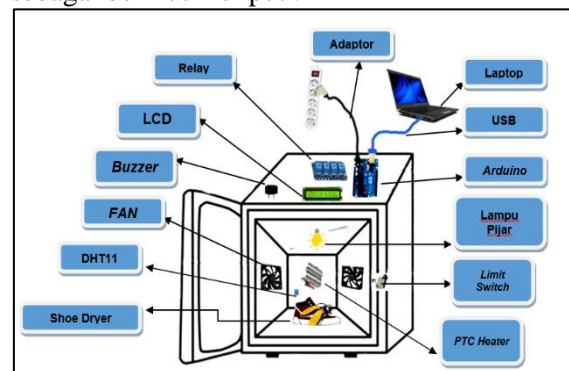 Adaptor
Relay
Laptop
LCD
USB
Buzzer
Arduino
FAN
Lampu
Pijar
DHT11
Limit
Switch
Shoe Dryer
PTC Heater